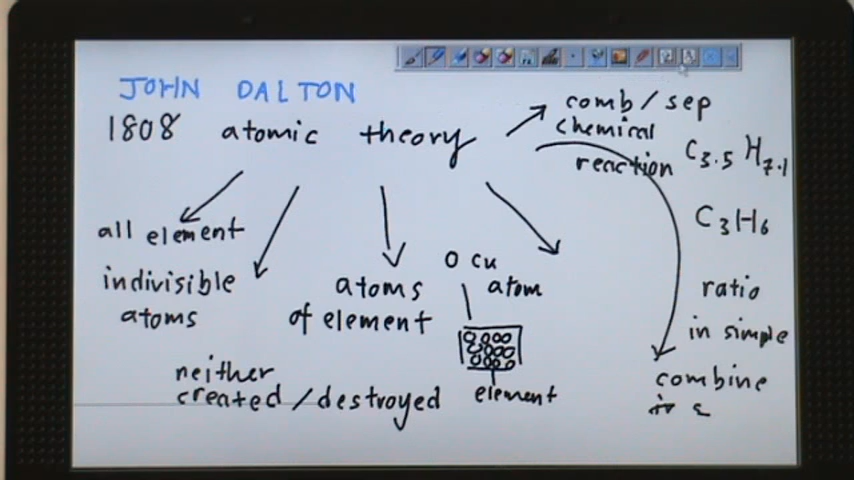 JOHN DALTON
1808 atomic theory
comb/sep
chemical
reaction
C3.5 H7.1
C3H6
all element
indivisible
atoms
atoms
of element
O Cu
atom
element
neither
created/destroyed
ratio
in simple
combine